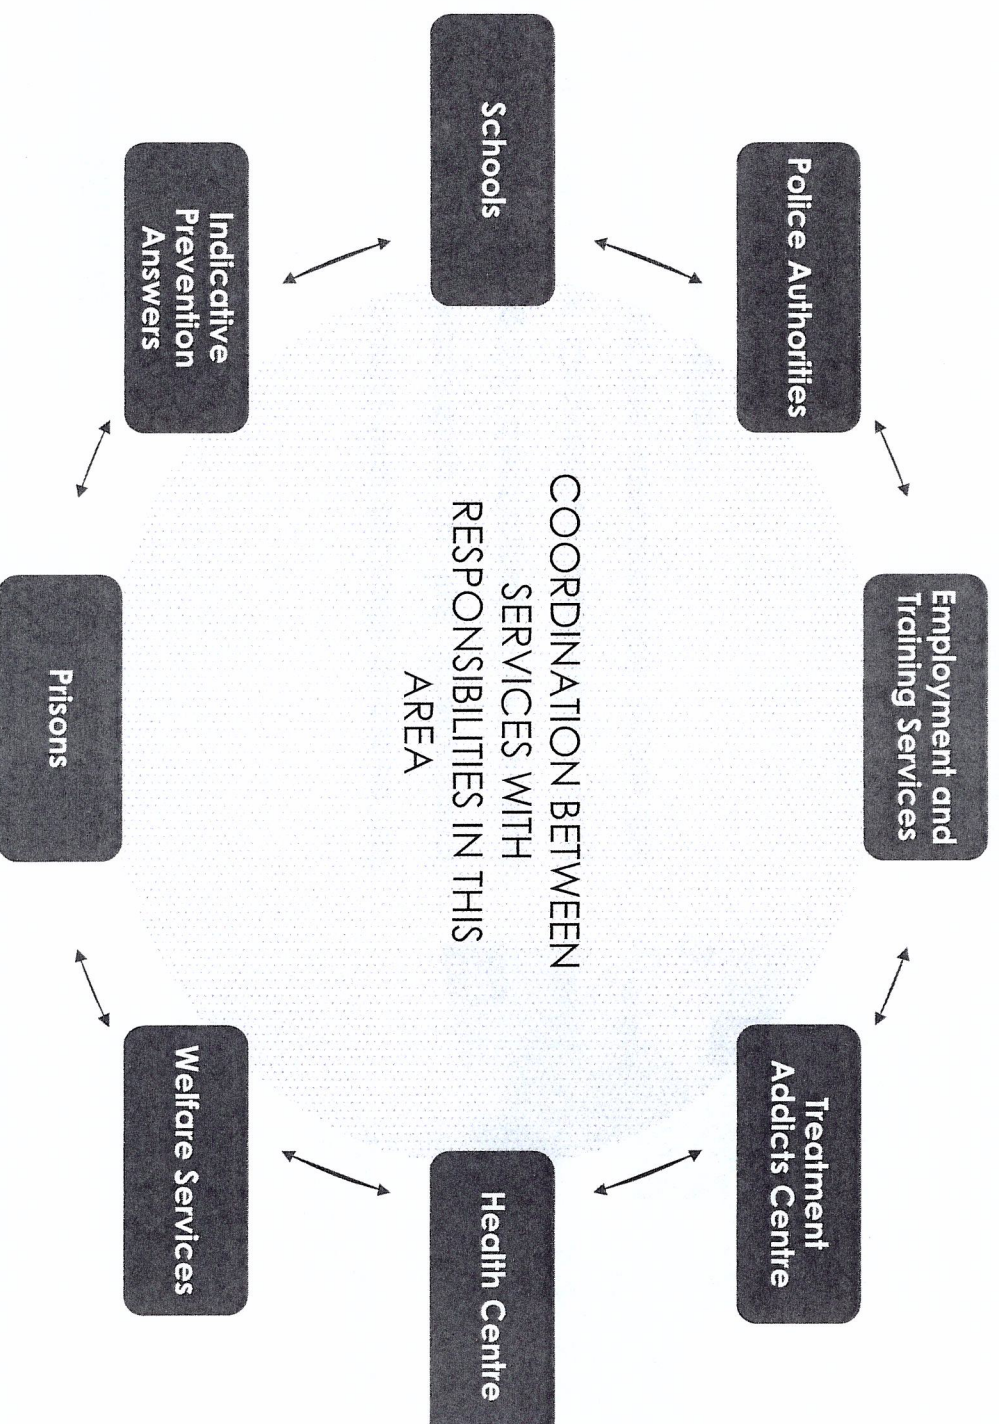 Employment and
Training Services
Police Authorities
Treatment
Addicts Centre
Schools
COORDINATION BETWEEN
SERVICES WITH
RESPONSIBILITIES IN THIS
AREA
Health Centre
Indicative
Prevention
Answers
Welfare Services
Prisons